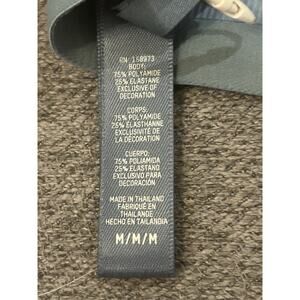 RN 158973
BODY:
75% POLYAMIDE
25% ELASTANE
EXCLUSIVE OF
DECORATION
CORPS:
75% POLYAMIDE
25% ÉLASTHANNE
EXCLUSIVITÉ DE
LA DÉCORATION
CUERPO:
75% POLIAMIDA
25% ELASTANO
EXCLUSIVO PARA
DECORACIÓN
MADE IN THAILAND
FABRIQUÉ EN
THAÏLANDE
HECHO EN TAILANDIA
M/M/M